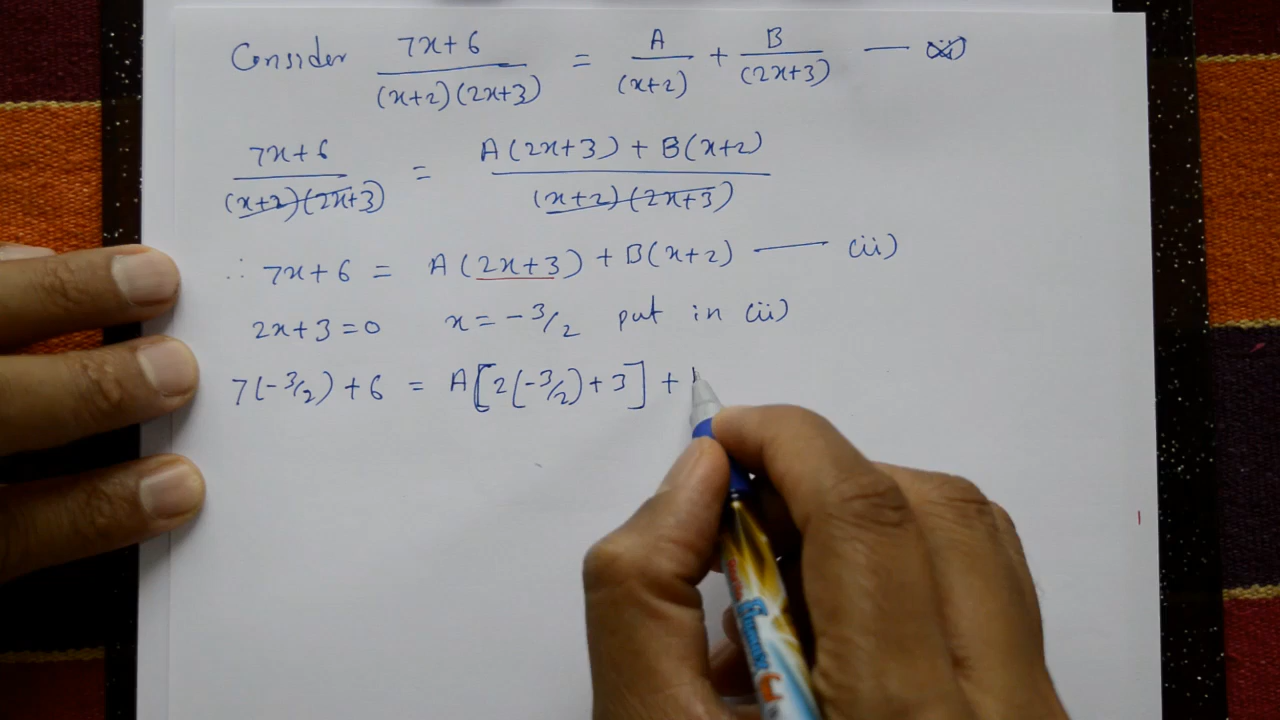 Consider (7x+6)/((x+2)(2x+3)) = A/(x+2) + B/(2x+3) —
(7x+6)/((x+2)(2x+3)) = (A(2x+3) + B(x+2))/((x+2)(2x+3))
∴ 7x+6 = A(2x+3) + B(x+2) — (ii)
2x+3=0 x=-3/2 put in (ii)
7(-3/2)+6 = A[2(-3/2)+3] +